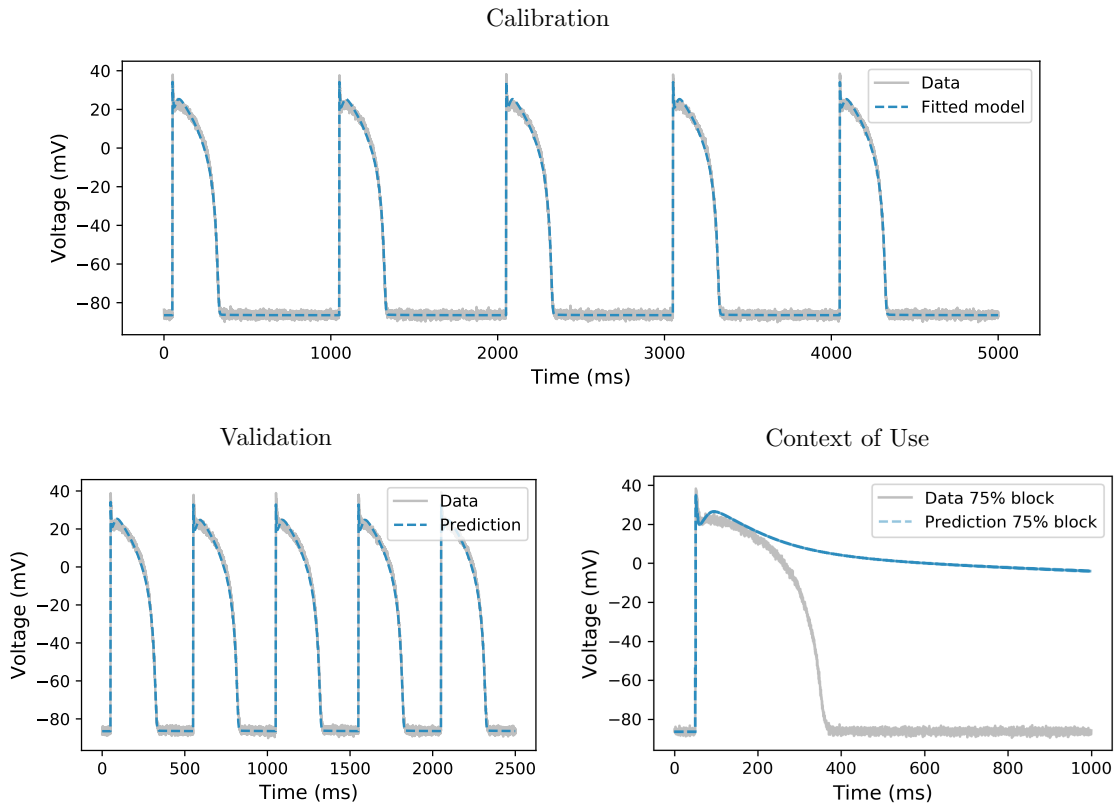 Calibration
40
20
0
−20
−40
−60
−80
Voltage (mV)
Data
Fitted model
0
1000
2000
3000
4000
5000
Time (ms)
Validation
40
20
0
−20
−40
−60
−80
Voltage (mV)
Data
Prediction
0
500
1000
1500
2000
2500
Time (ms)
Context of Use
40
20
0
−20
−40
−60
−80
Voltage (mV)
Data 75% block
Prediction 75% block
0
200
400
600
800
1000
Time (ms)